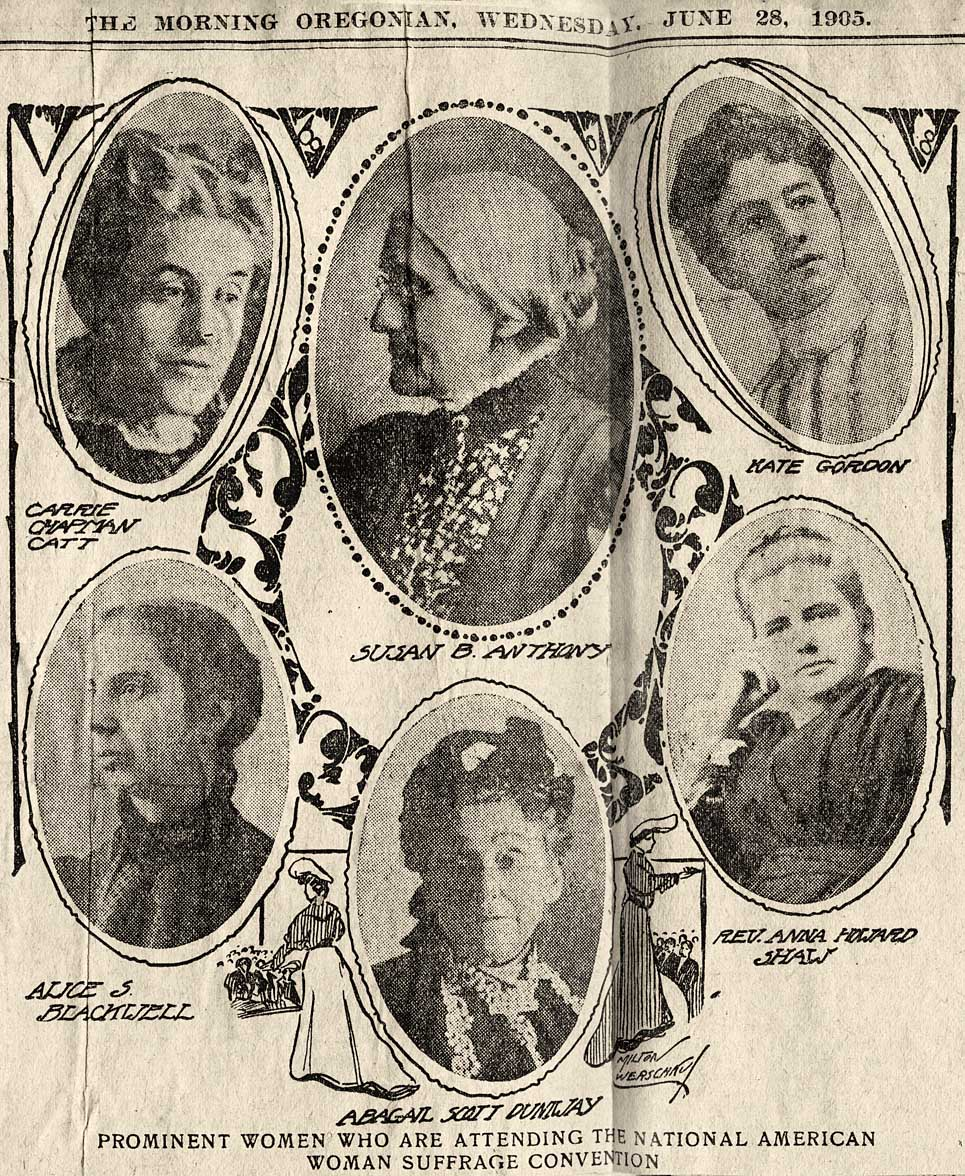 THE MORNING OREGONIAN, WEDNESDAY, JUNE 28, 1905.
CARRIE
CHAPMAN
CATT
SUSAN B. ANTHONY
KATE GORDON
ALICE S.
BLACKWELL
ABAGAIL SCOTT DUNIWAY
REV. ANNA HOWARD
SHAW
MILTON
WERSCHKUL
PROMINENT WOMEN WHO ARE ATTENDING THE NATIONAL AMERICAN
WOMAN SUFFRAGE CONVENTION